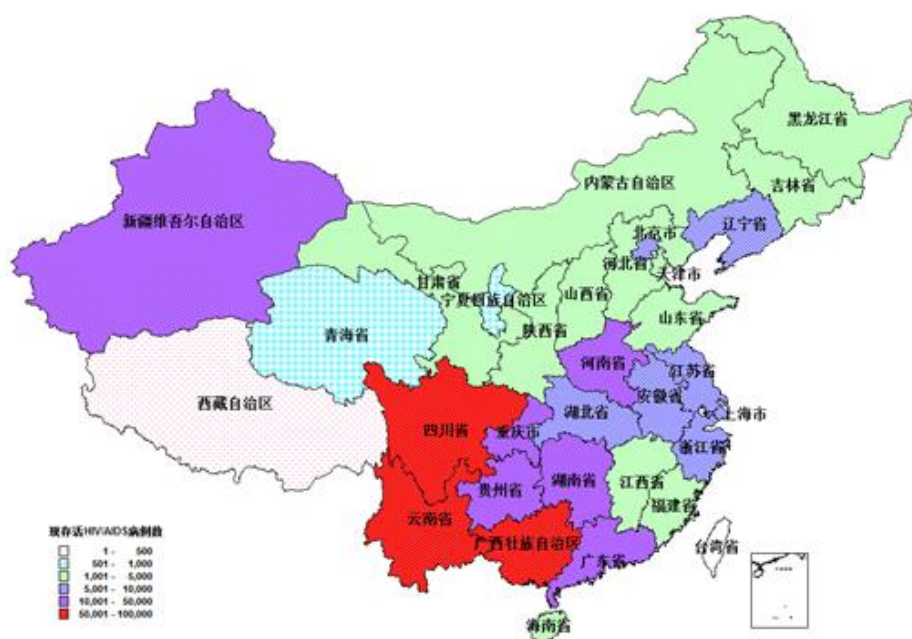 黑龙江省
内蒙古自治区
吉林省
新疆维吾尔自治区
辽宁省
北京市
河北省
天津市
甘肃省
宁夏回族自治区
山西省
陕西省
山东省
青海省
河南省
江苏省
西藏自治区
安徽省
湖北省
上海市
四川省
重庆市
浙江省
湖南省
江西省
贵州省
福建省
云南省
广西壮族自治区
广东省
台湾省
海南省
现存活HIV/AIDS病例数
1 - 500
501 - 1,000
1,001 - 5,000
5,001 - 10,000
10,001 - 50,000
50,001 - 100,000